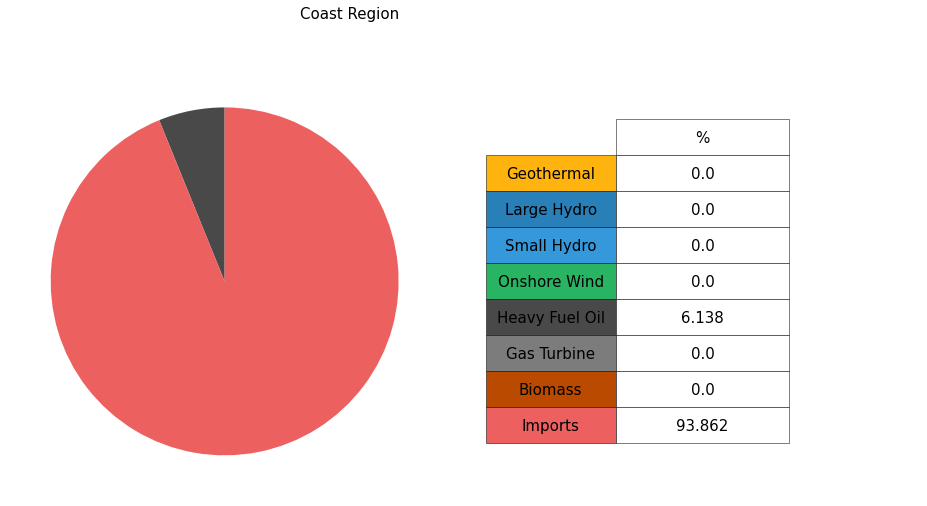 Coast Region
%
Geothermal 0.0
Large Hydro 0.0
Small Hydro 0.0
Onshore Wind 0.0
Heavy Fuel Oil 6.138
Gas Turbine 0.0
Biomass 0.0
Imports 93.862